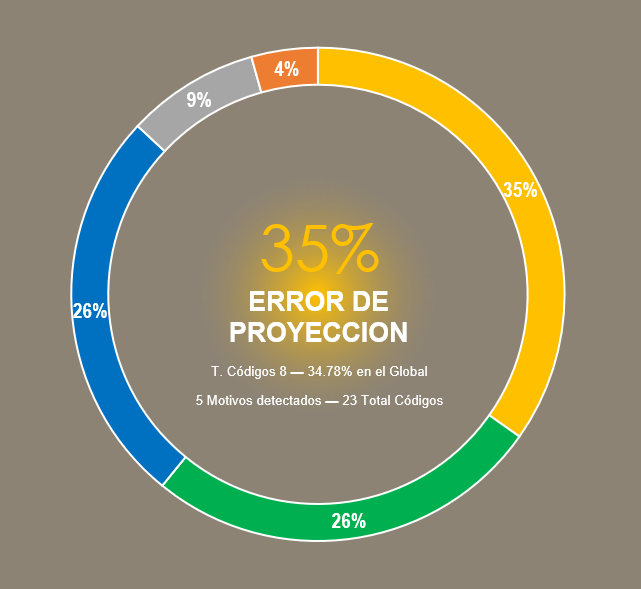 4%
9%
35%
35%
ERROR DE
PROYECCION
26%
T. Códigos 8 — 34.78% en el Global
5 Motivos detectados — 23 Total Códigos
26%